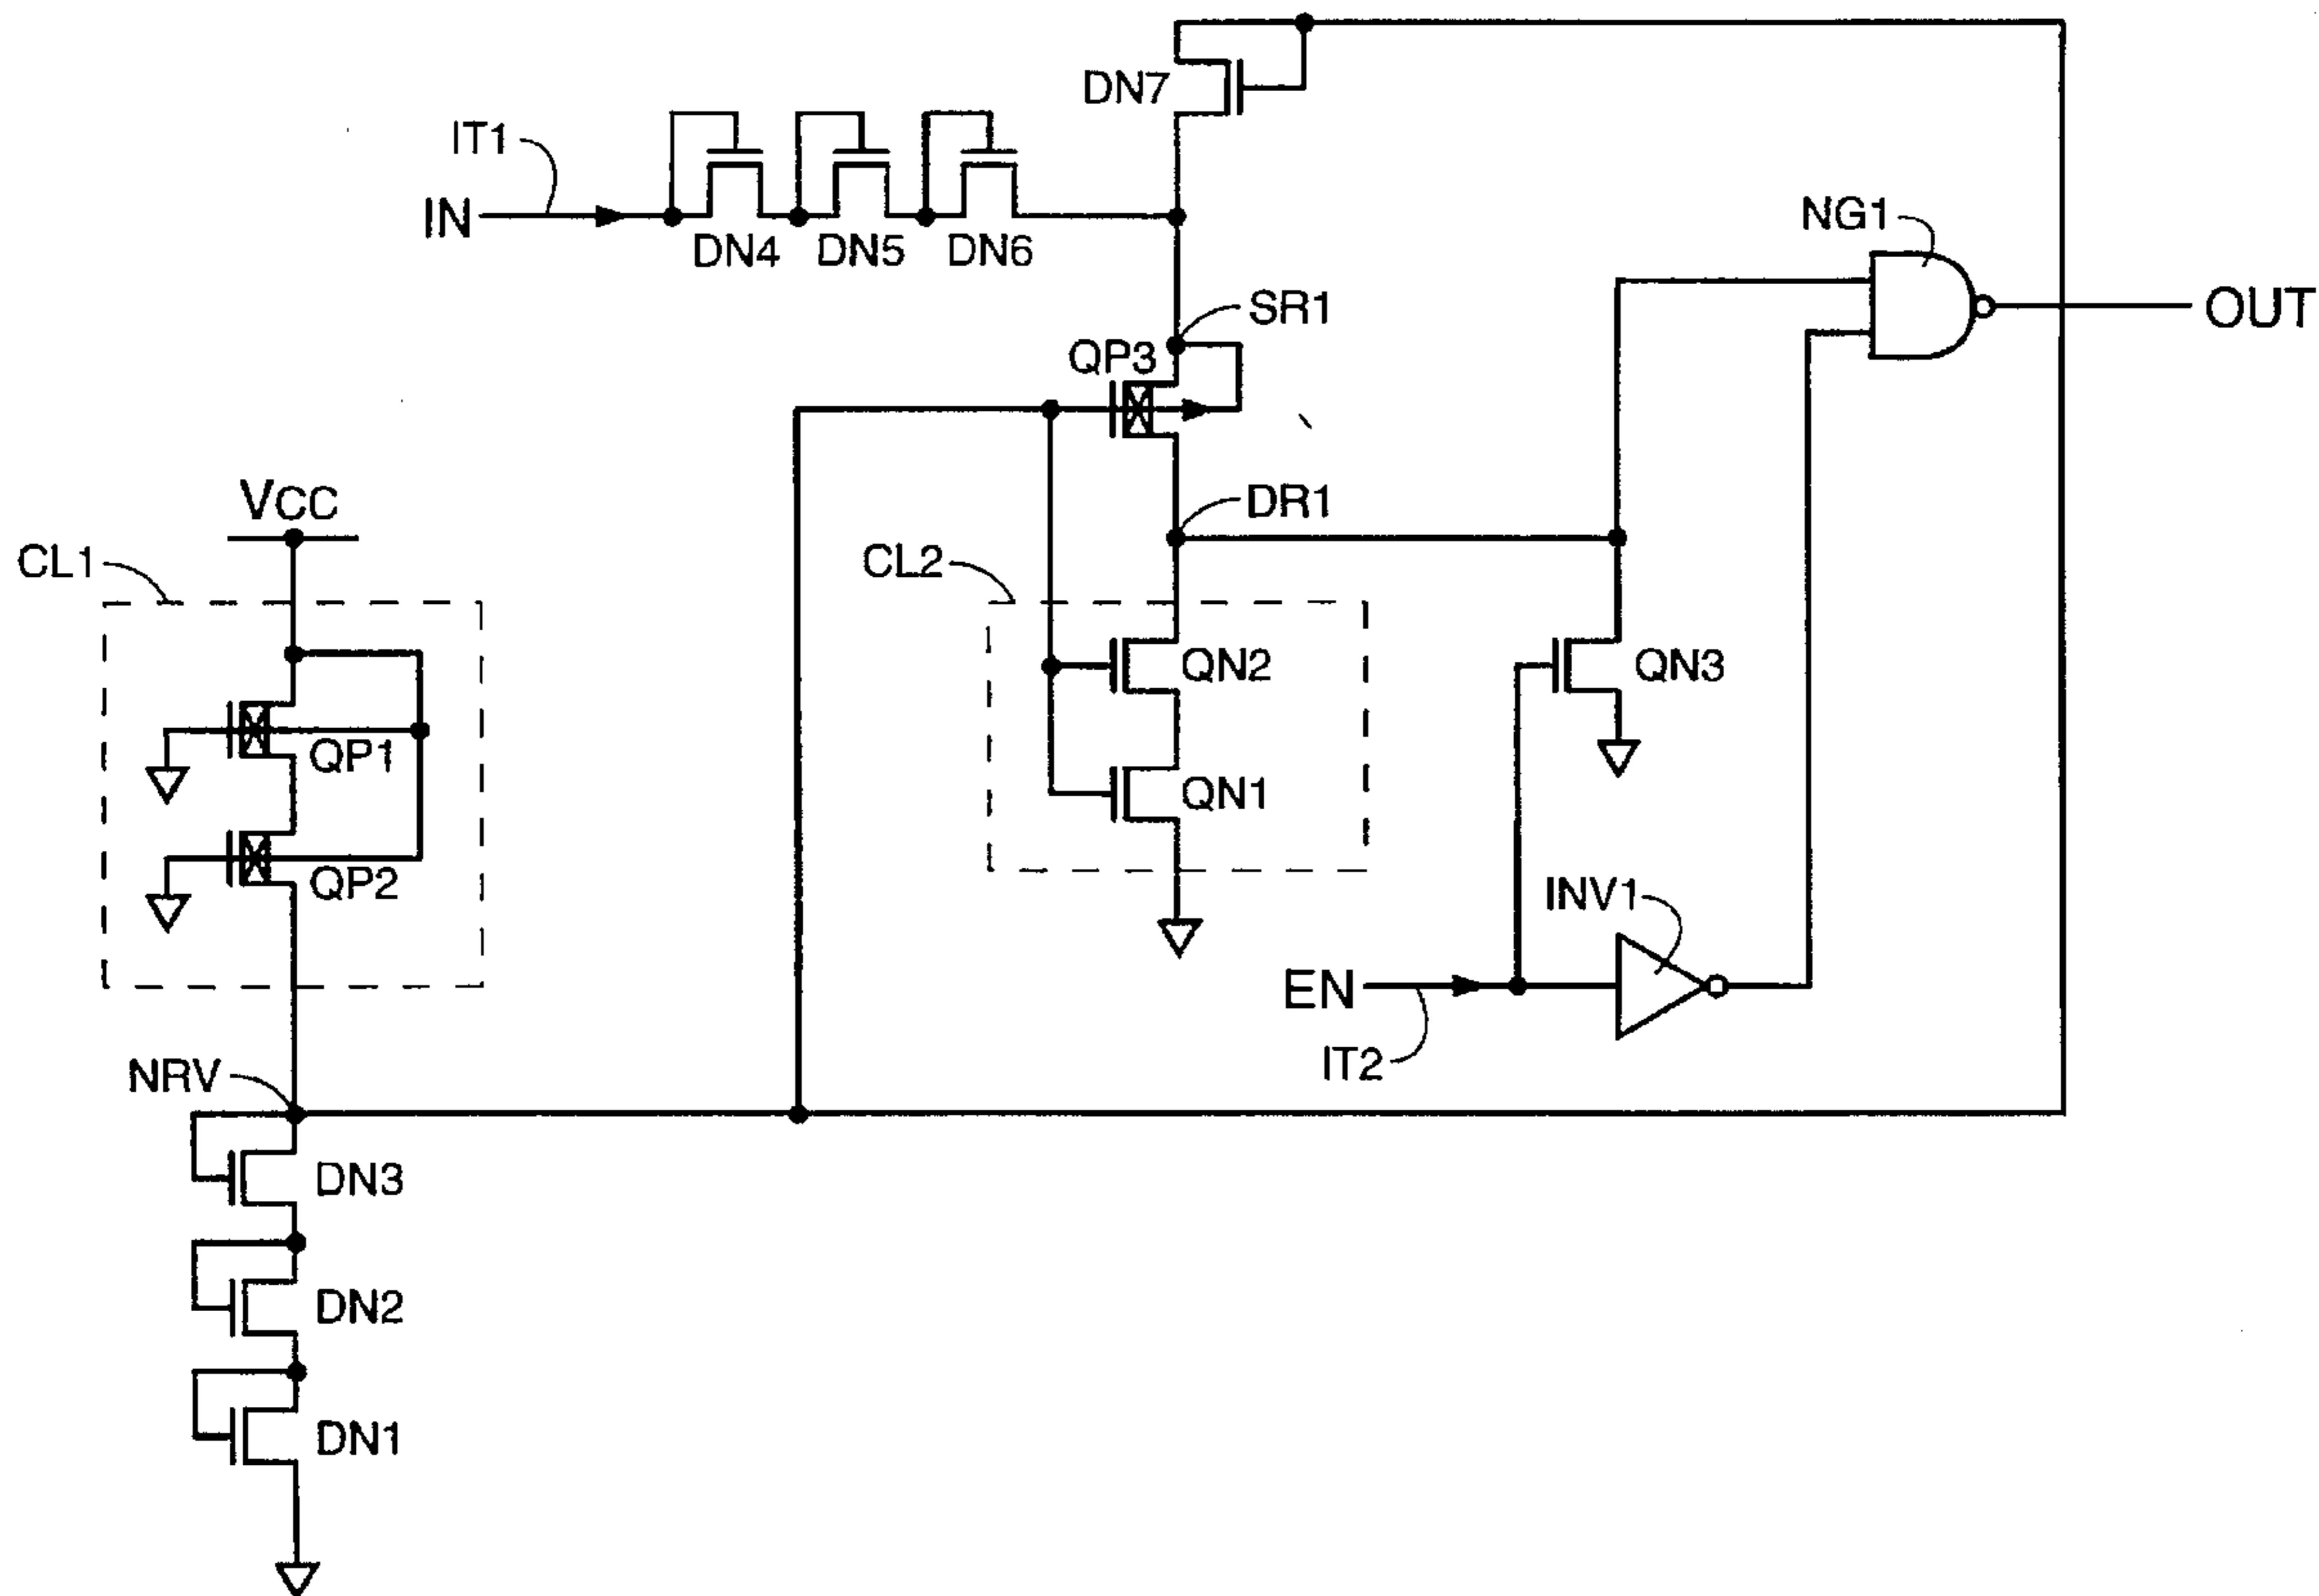 DN7
IT1
IN
DN4
DN5
DN6
NG1
OUT
SR1
QP3
VCC
CL1
DR1
CL2
QN2
QN3
QP1
QN1
QP2
INV1
EN
IT2
NRV
DN3
DN2
DN1